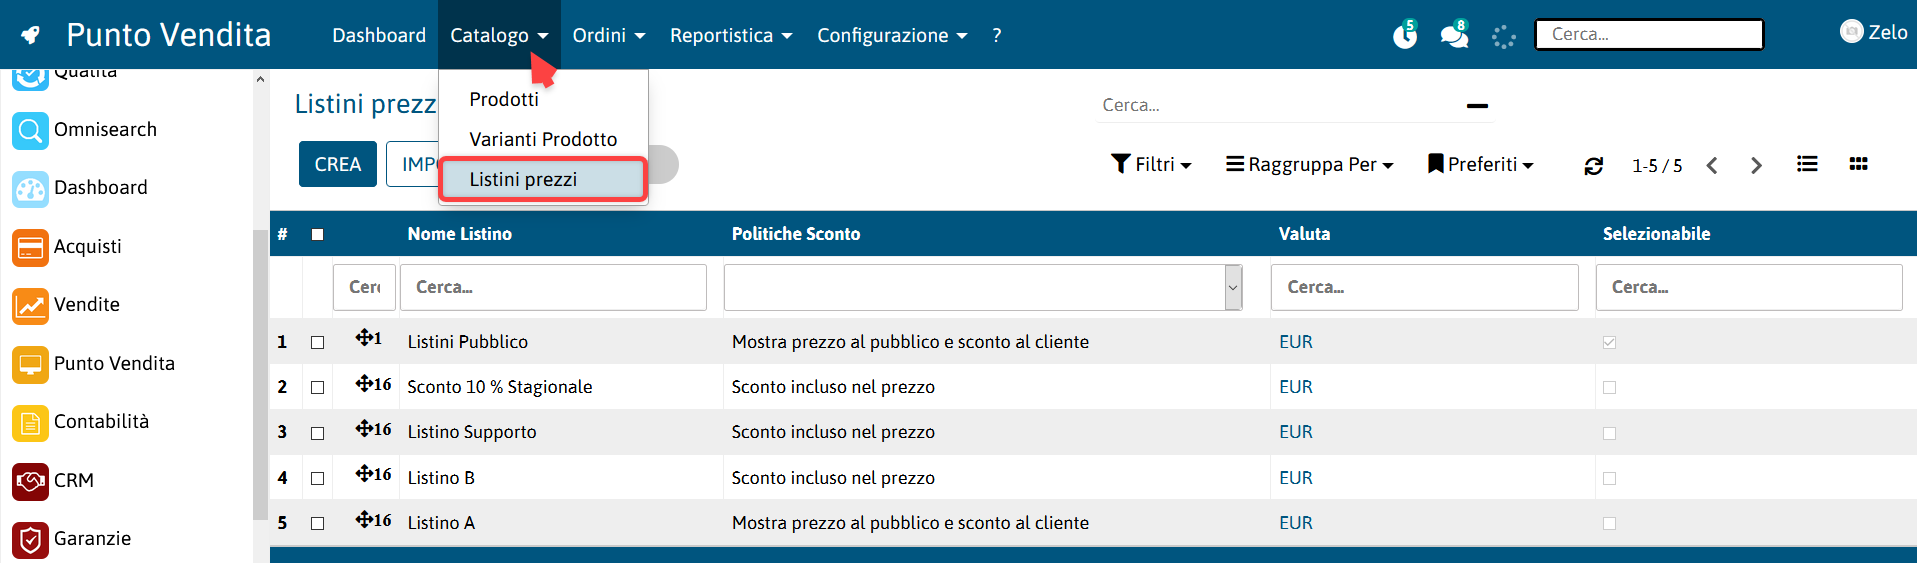 Punto Vendita
Dashboard
Catalogo
Ordini
Reportistica
Configurazione
?
5
8
Cerca...
Zelo
Qualità
Omnisearch
Dashboard
Acquisti
Vendite
Punto Vendita
Contabilità
CRM
Garanzie
Prodotti
Varianti Prodotto
Listini prezzi
Listini prezz
Cerca...
CREA
IMPO
Filtri
Raggruppa Per
Preferiti
1-5 / 5
# Nome Listino Politiche Sconto Valuta Selezionabile
Cerc Cerca... Cerca... Cerca...
1 1 Listini Pubblico Mostra prezzo al pubblico e sconto al cliente EUR
2 16 Sconto 10 % Stagionale Sconto incluso nel prezzo EUR
3 16 Listino Supporto Sconto incluso nel prezzo EUR
4 16 Listino B Sconto incluso nel prezzo EUR
5 16 Listino A Mostra prezzo al pubblico e sconto al cliente EUR